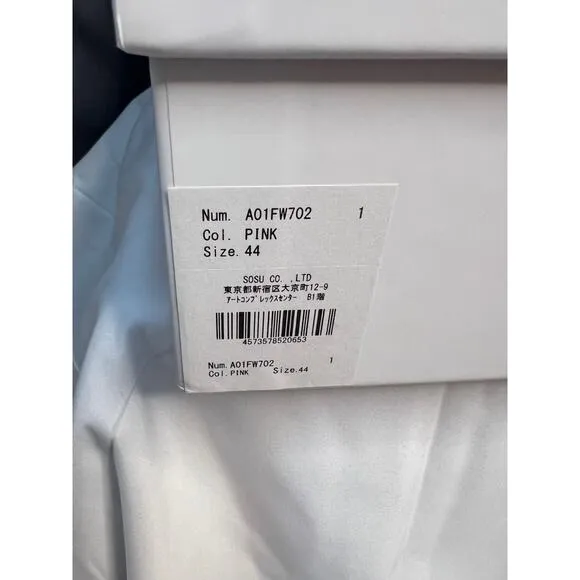 Num. A01FW702 1
Col. PINK
Size. 44
SOSU CO. ,LTD
東京都新宿区大京町12-9
アートコンプレックスセンター B1階
4573578520653
Num. A01FW702 1
Col. PINK Size. 44